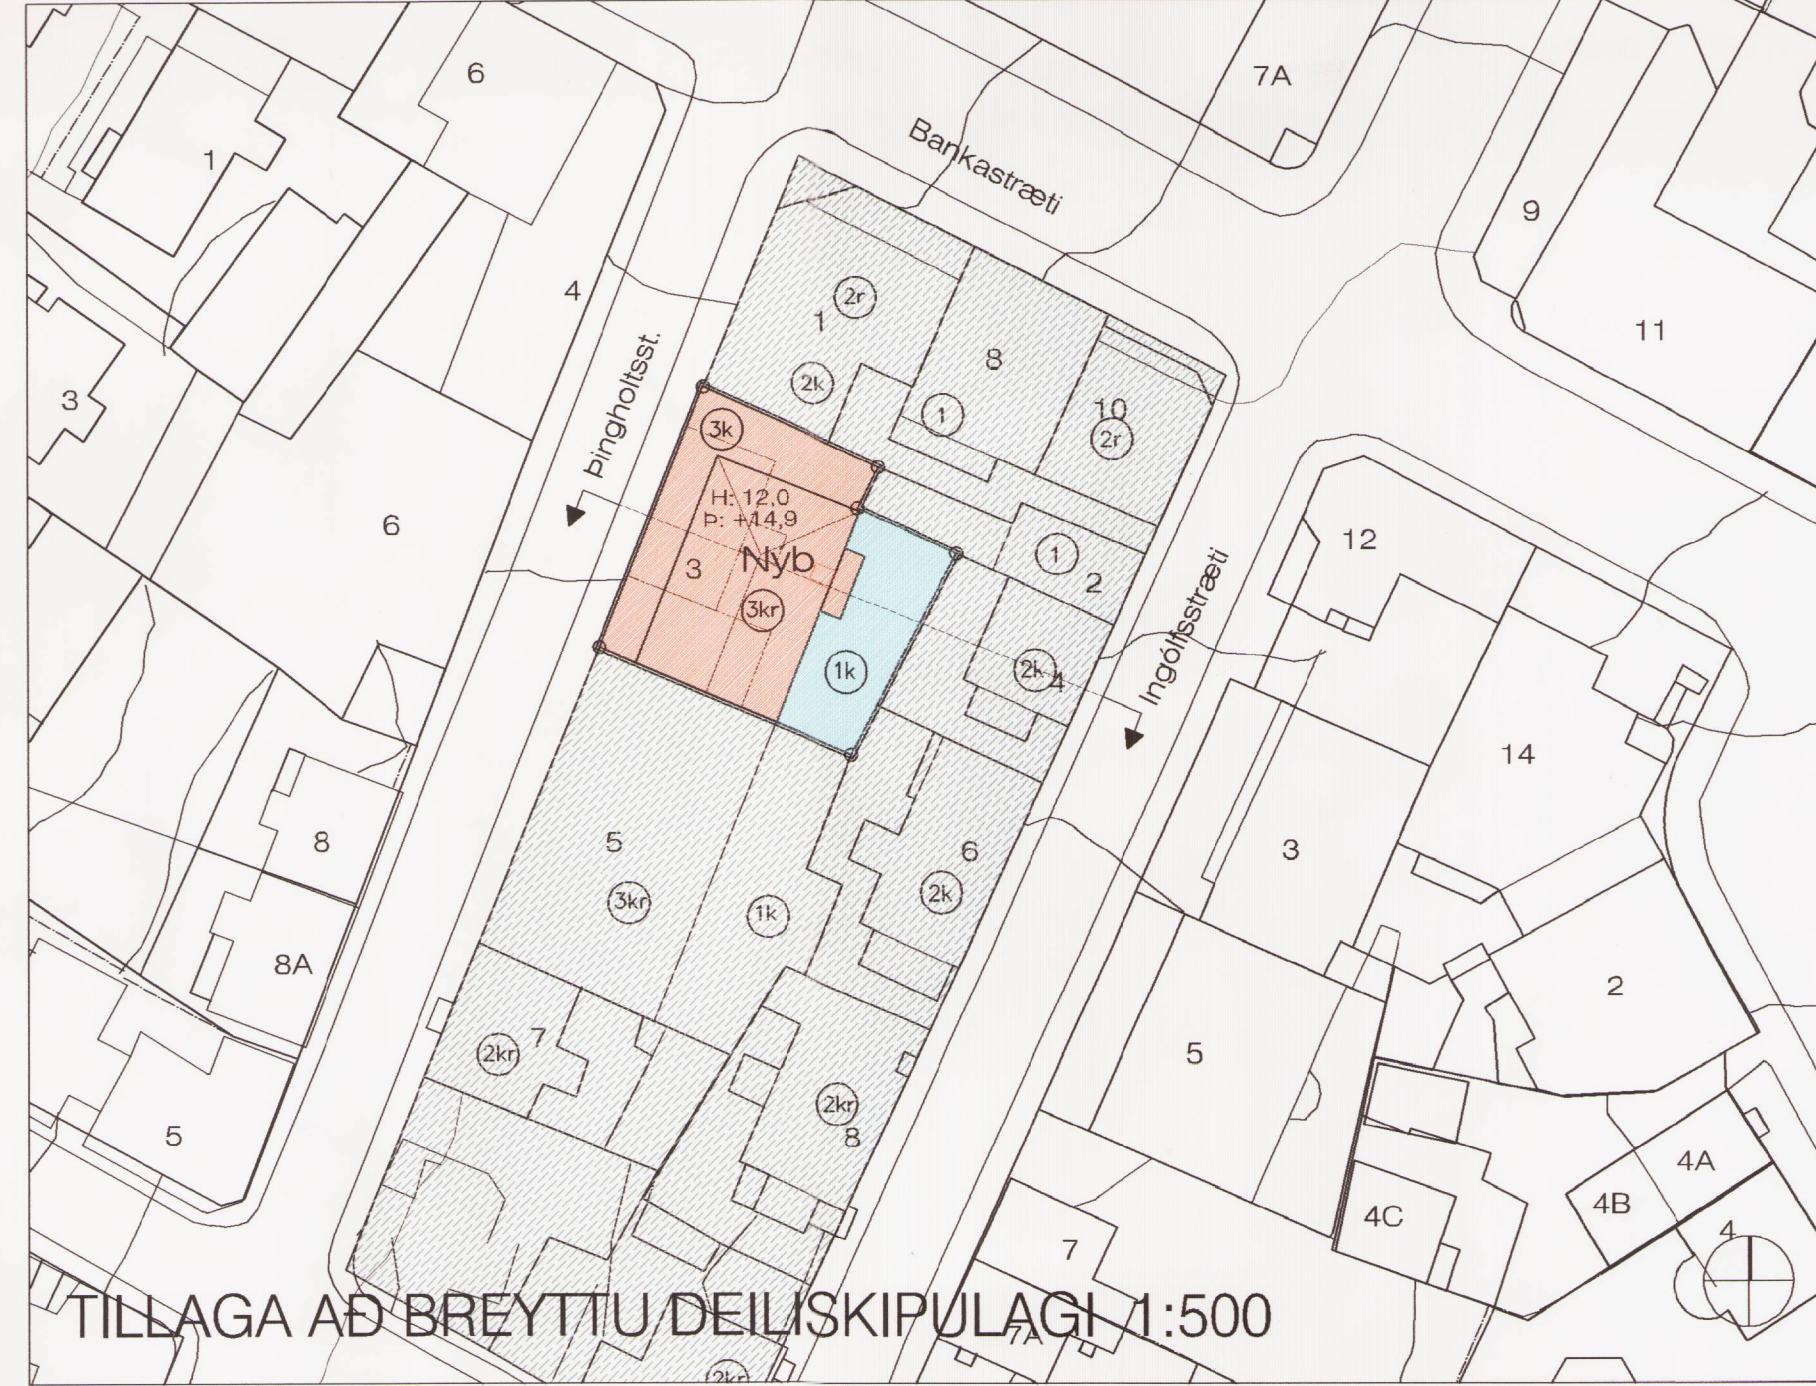 6
7A
1
Bankastræti
9
4
2r
1
11
Þingholtsst.
8
2k
3
10
1
2r
3k
H: 12,0
Þ: +14,9
6
12
1
2
Nýb
3
3kr
Ingólfsstræti
1k
2k
4
14
5
6
8
3
3kr
2k
1k
8A
2
7
2kr
5
2kr
8
5
4A
4B
4C
4
7
TILLAGA AÐ BREYTTU DEILISKIPULAGI 1:500
7A
2kr